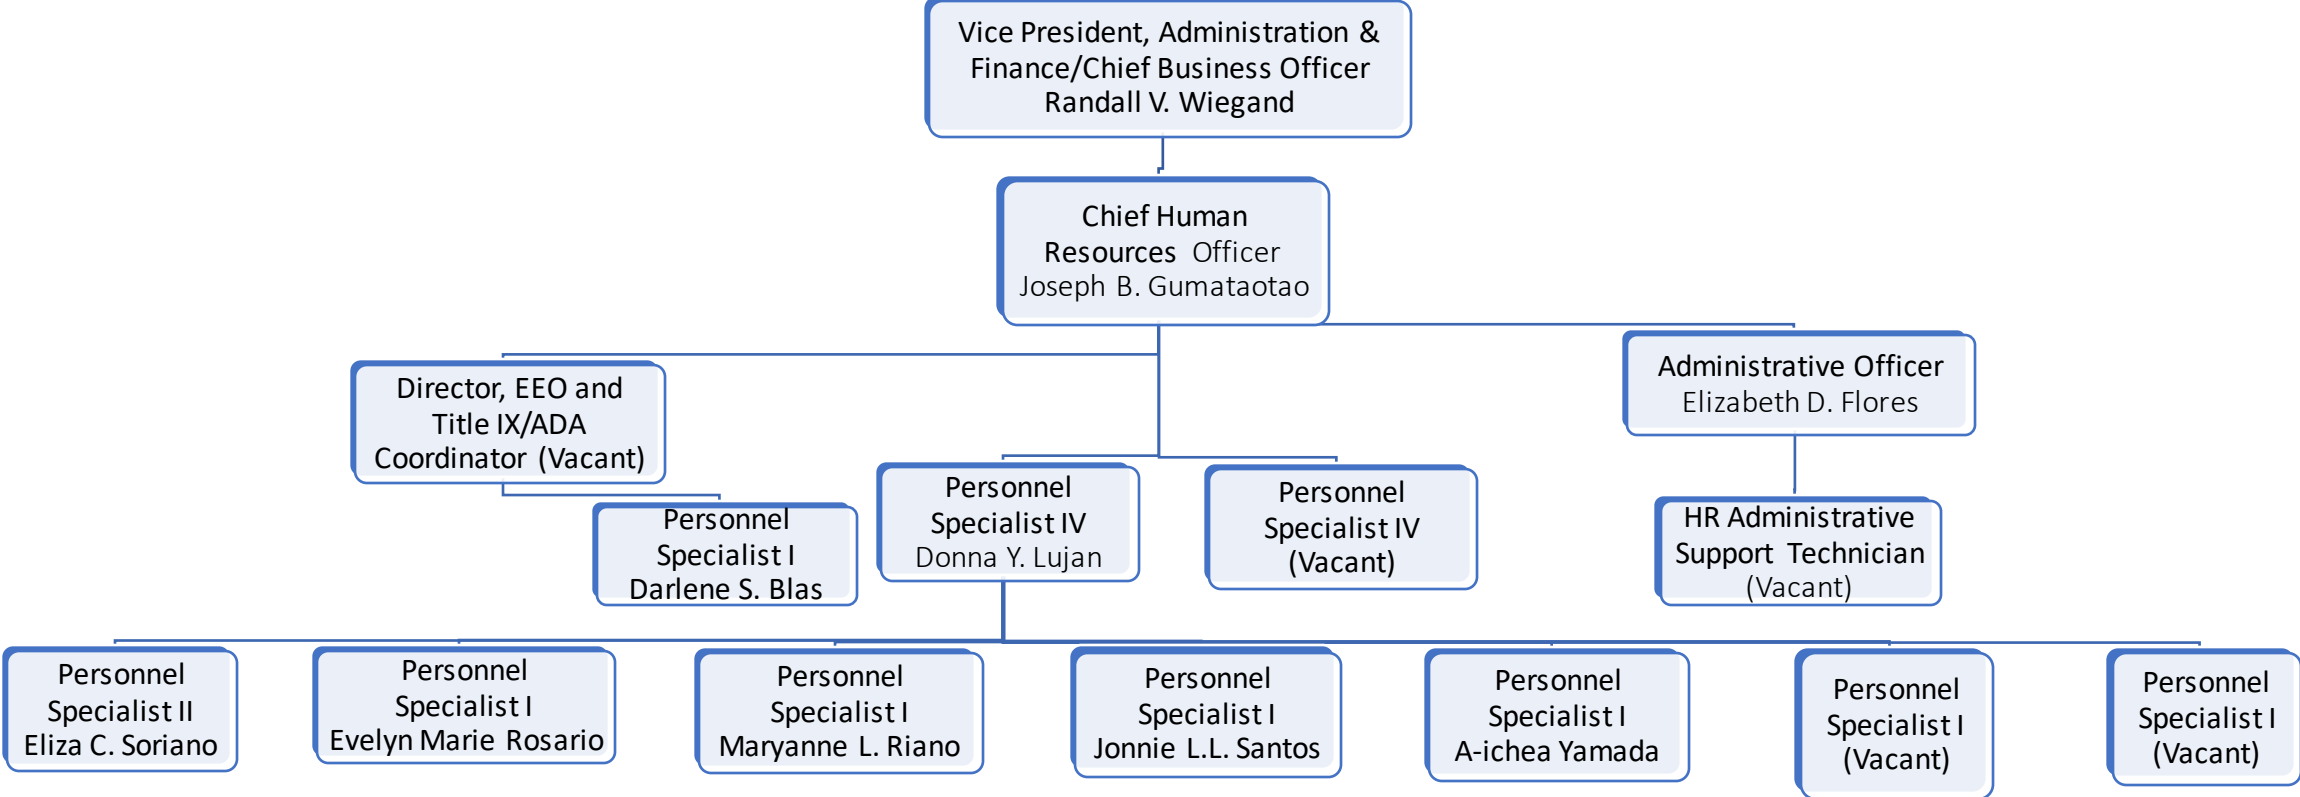 Vice President, Administration &
Finance/Chief Business Officer
Randall V. Wiegand
Chief Human
Resources Officer
Joseph B. Gumataotao
Director, EEO and
Title IX/ADA
Coordinator (Vacant)
Administrative Officer
Elizabeth D. Flores
Personnel
Specialist I
Darlene S. Blas
Personnel
Specialist IV
Donna Y. Lujan
Personnel
Specialist IV
(Vacant)
HR Administrative
Support Technician
(Vacant)
Personnel
Specialist II
Eliza C. Soriano
Personnel
Specialist I
Evelyn Marie Rosario
Personnel
Specialist I
Maryanne L. Riano
Personnel
Specialist I
Jonnie L.L. Santos
Personnel
Specialist I
A-ichea Yamada
Personnel
Specialist I
(Vacant)
Personnel
Specialist I
(Vacant)